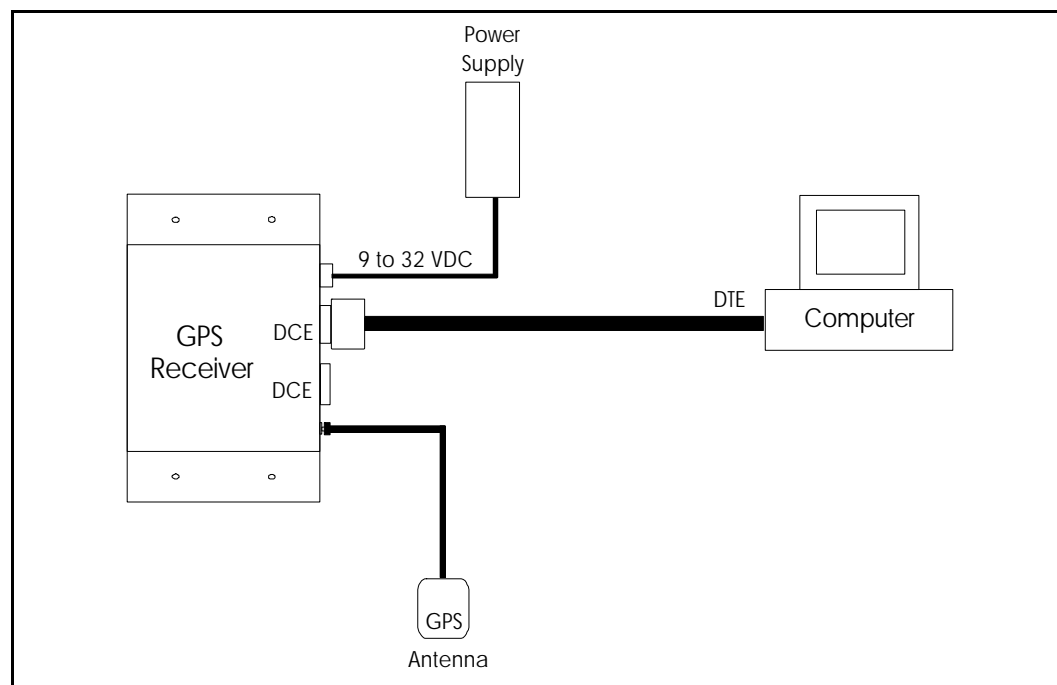 Power
Supply
9 to 32 VDC
DTE
Computer
DCE
GPS
Receiver
DCE
GPS
Antenna